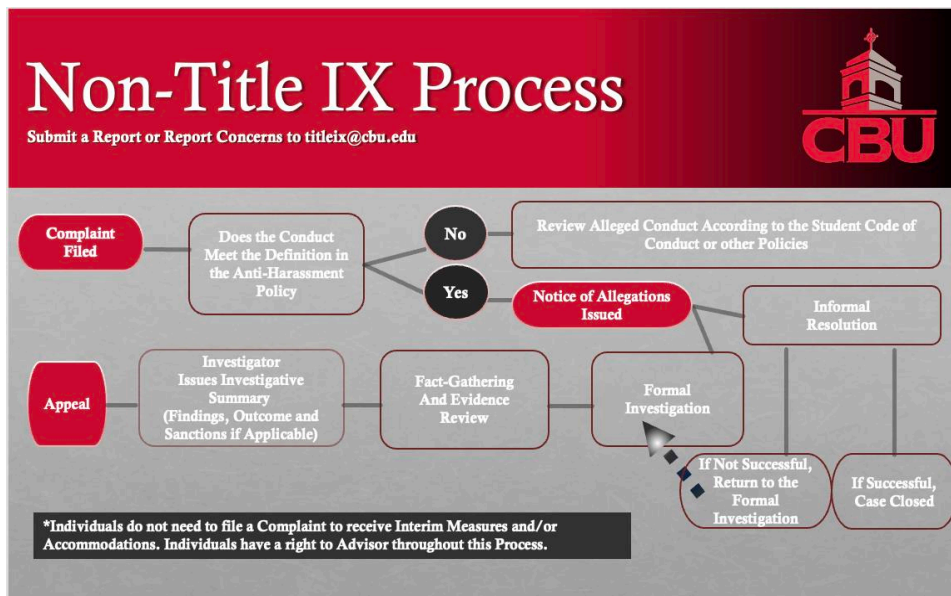 Non-Title IX Process
Submit a Report or Report Concerns to titleix@cbu.edu
CBU
Complaint
Filed
Does the Conduct
Meet the Definition in
the Anti-Harassment
Policy
No
Review Alleged Conduct According to the Student Code of
Conduct or other Policies
Yes
Notice of Allegations
Issued
Informal
Resolution
Appeal
Investigator
Issues Investigative
Summary
(Findings, Outcome and
Sanctions if Applicable)
Fact-Gathering
And Evidence
Review
Formal
Investigation
If Not Successful,
Return to the
Formal
Investigation
If Successful,
Case Closed
*Individuals do not need to file a Complaint to receive Interim Measures and/or
Accommodations. Individuals have a right to Advisor throughout this Process.